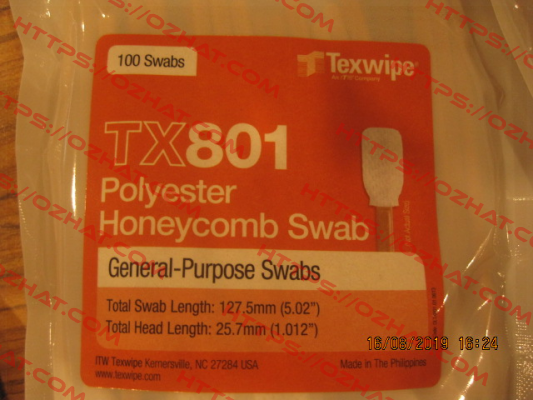 100 Swabs
Texwipe
An ITW Company
TX801
Polyester
Honeycomb Swab
General-Purpose Swabs
Total Swab Length: 127.5mm (5.02")
Total Head Length: 25.7mm (1.012")
ITW Texwipe Kernersville, NC 27284 USA
www.texwipe.com
Made in The Philippines
16/08/2019 16:24
HTTPS://OZHAT.COM